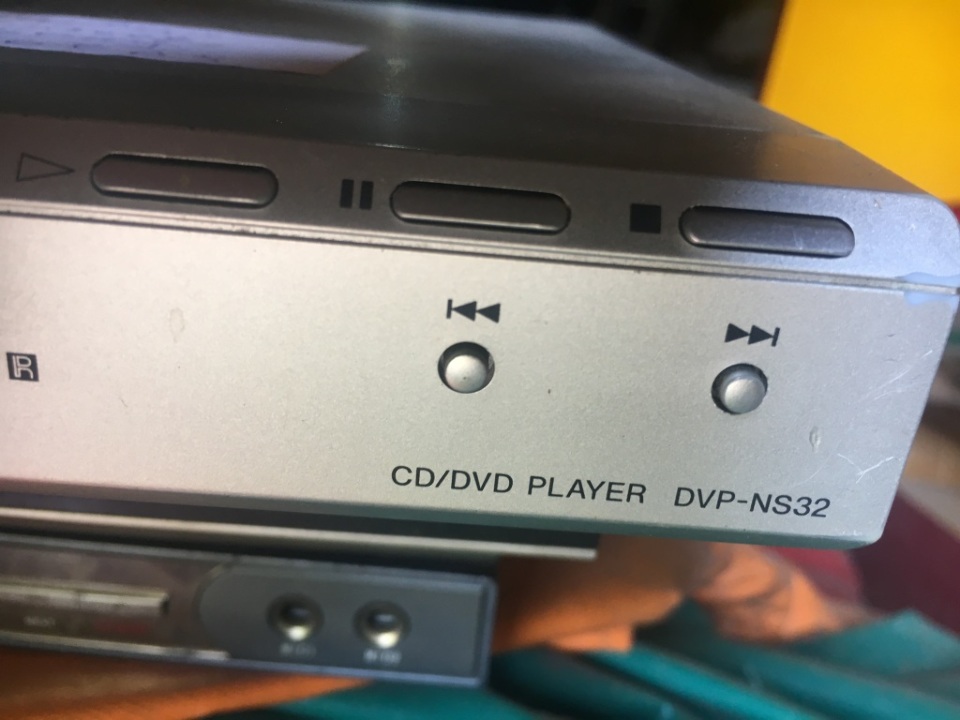 CD/DVD PLAYER DVP-NS32